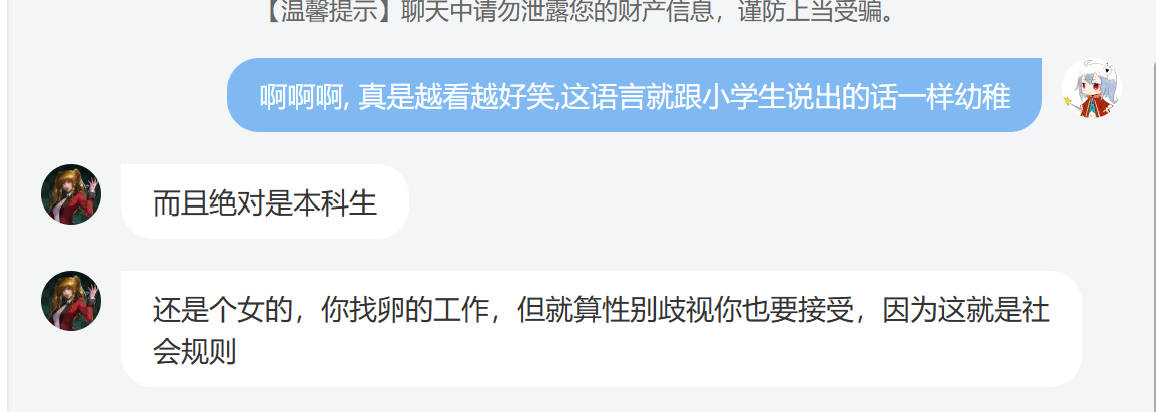 【温馨提示】聊天中请勿泄露您的财产信息，谨防上当受骗。
啊啊啊, 真是越看越好笑,这语言就跟小学生说出的话一样幼稚
而且绝对是本科生
还是个女的，你找卵的工作，但就算性别歧视你也要接受，因为这就是社
会规则